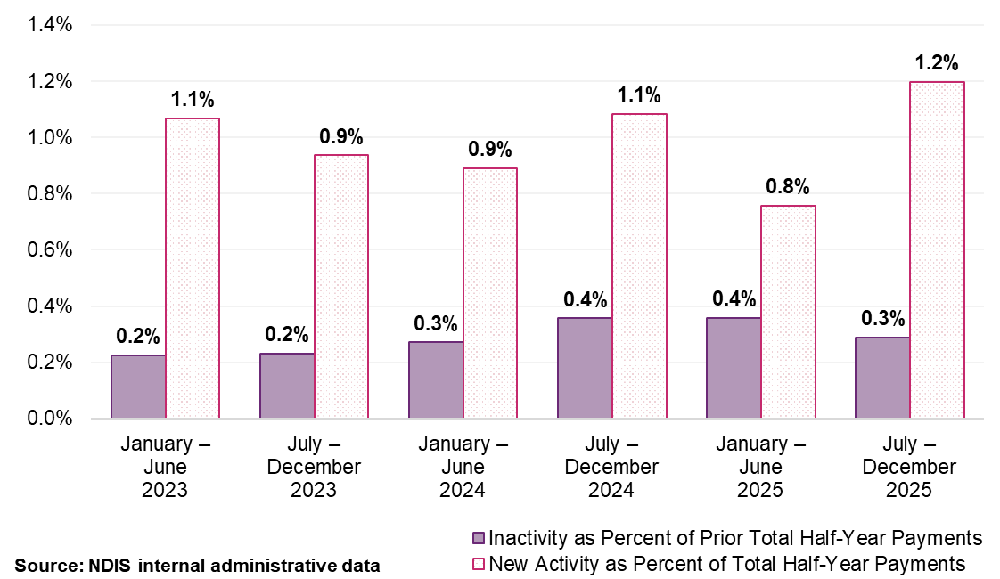 1.4%
1.2%
1.0%
0.8%
0.6%
0.4%
0.2%
0.0%
0.2%
1.1%
0.2%
0.9%
0.3%
0.9%
0.4%
1.1%
0.4%
0.8%
0.3%
1.2%
January –
June
2023
July –
December
2023
January –
June
2024
July –
December
2024
January –
June
2025
July –
December
2025
Inactivity as Percent of Prior Total Half-Year Payments
New Activity as Percent of Total Half-Year Payments
Source: NDIS internal administrative data